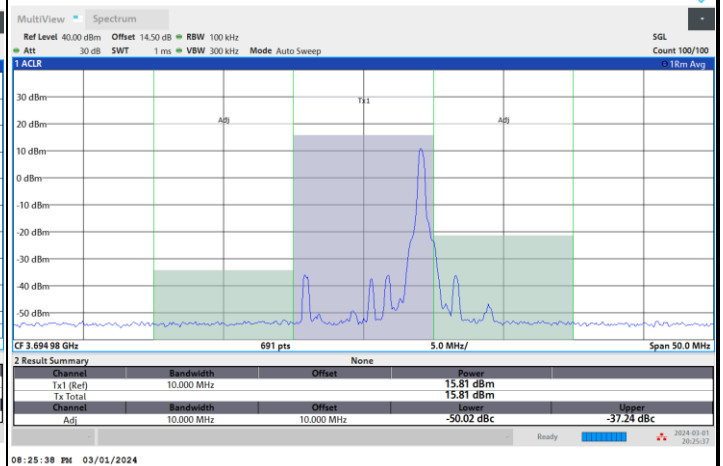 MultiView Spectrum
Ref Level 40.00 dBm Offset 14.50 dB RBW 100 kHz SGL
Att 30 dB SWT 1 ms VBW 300 kHz Mode Auto Sweep Count 100/100
1 ACLR 1Rm Avg
30 dBm
Tx1
20 dBm
Adj Adj
10 dBm
0 dBm
-10 dBm
-20 dBm
-30 dBm
-40 dBm
-50 dBm
CF 3.694 98 GHz 691 pts 5.0 MHz/ Span 50.0 MHz
2 Result Summary None
Channel Bandwidth Offset Power
Tx1 (Ref) 10.000 MHz 15.81 dBm
Tx Total 15.81 dBm
Channel Bandwidth Offset Lower Upper
Adj 10.000 MHz 10.000 MHz -50.02 dBc -37.24 dBc
Ready 2024-03-01
20:25:37
08:25:38 PM 03/01/2024